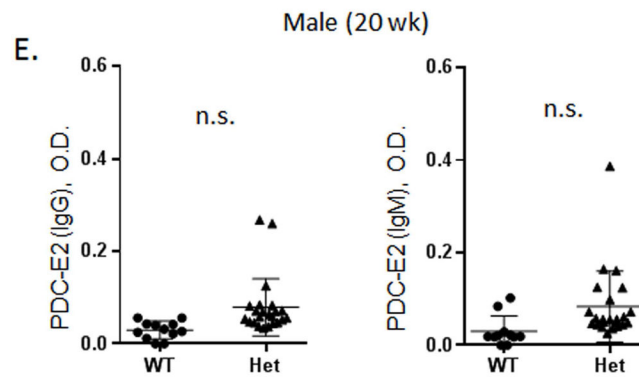 Male (20 wk)
E.
PDC-E2 (IgG), O.D.
0.6
0.4
0.2
0.0
n.s.
WT Het
PDC-E2 (IgM), O.D.
0.6
0.4
0.2
0.0
n.s.
WT Het